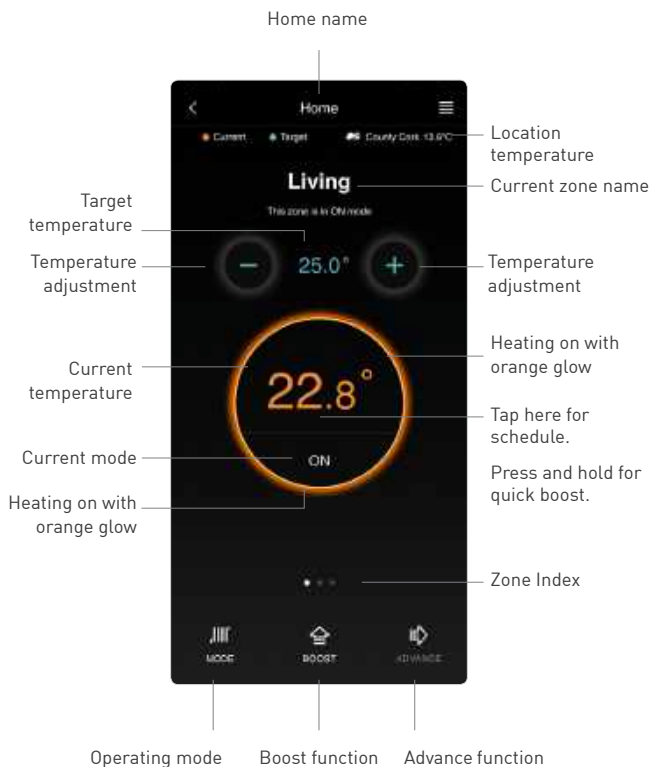 Home name
Home
Current
Target
County Cork 13.6°C
Location
temperature
Living
Current zone name
This zone is in ON mode
Target
temperature
25.0°
Temperature
adjustment
−
+
Temperature
adjustment
Heating on with
orange glow
Current
temperature
22.8°
Tap here for
schedule.
Current mode
ON
Press and hold for
quick boost.
Heating on with
orange glow
Zone Index
MODE
BOOST
ADVANCE
Operating mode
Boost function
Advance function